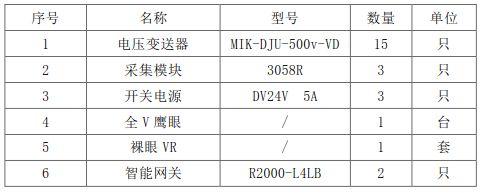 序号 名称 型号 数量 单位
1 电压变送器 MIK-DJU-500v-VD 15 只
2 采集模块 3058R 3 只
3 开关电源 DV24V 5A 3 只
4 全V鹰眼 / 1 台
5 裸眼VR / 1 套
6 智能网关 R2000-L4LB 2 只